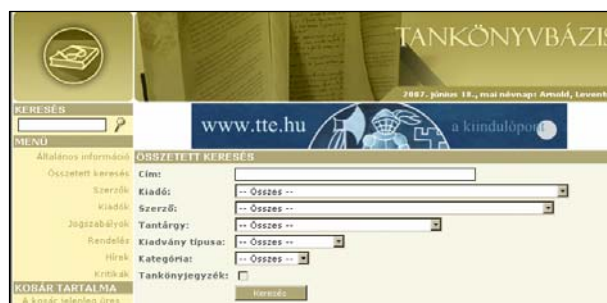 TANKÖNYVBÁZIS
2007. június 18., mai névnap: Arnold, Levent
KERESÉS
www.tte.hu a kiindulópont
MENÜ
Általános információ
Összetett keresés
Szerzők
Kiadók
Jogszabályok
Rendelés
Hírek
Kritikák
KOSÁR TARTALMA
A kosár jelenleg üres
ÖSSZETETT KERESÉS
Cím:
Kiadó: -- Összes --
Szerző: -- Összes --
Tantárgy: -- Összes --
Kiadvány típusa: -- Összes --
Kategória: -- Összes --
Tankönyjegyzék:
Keresés